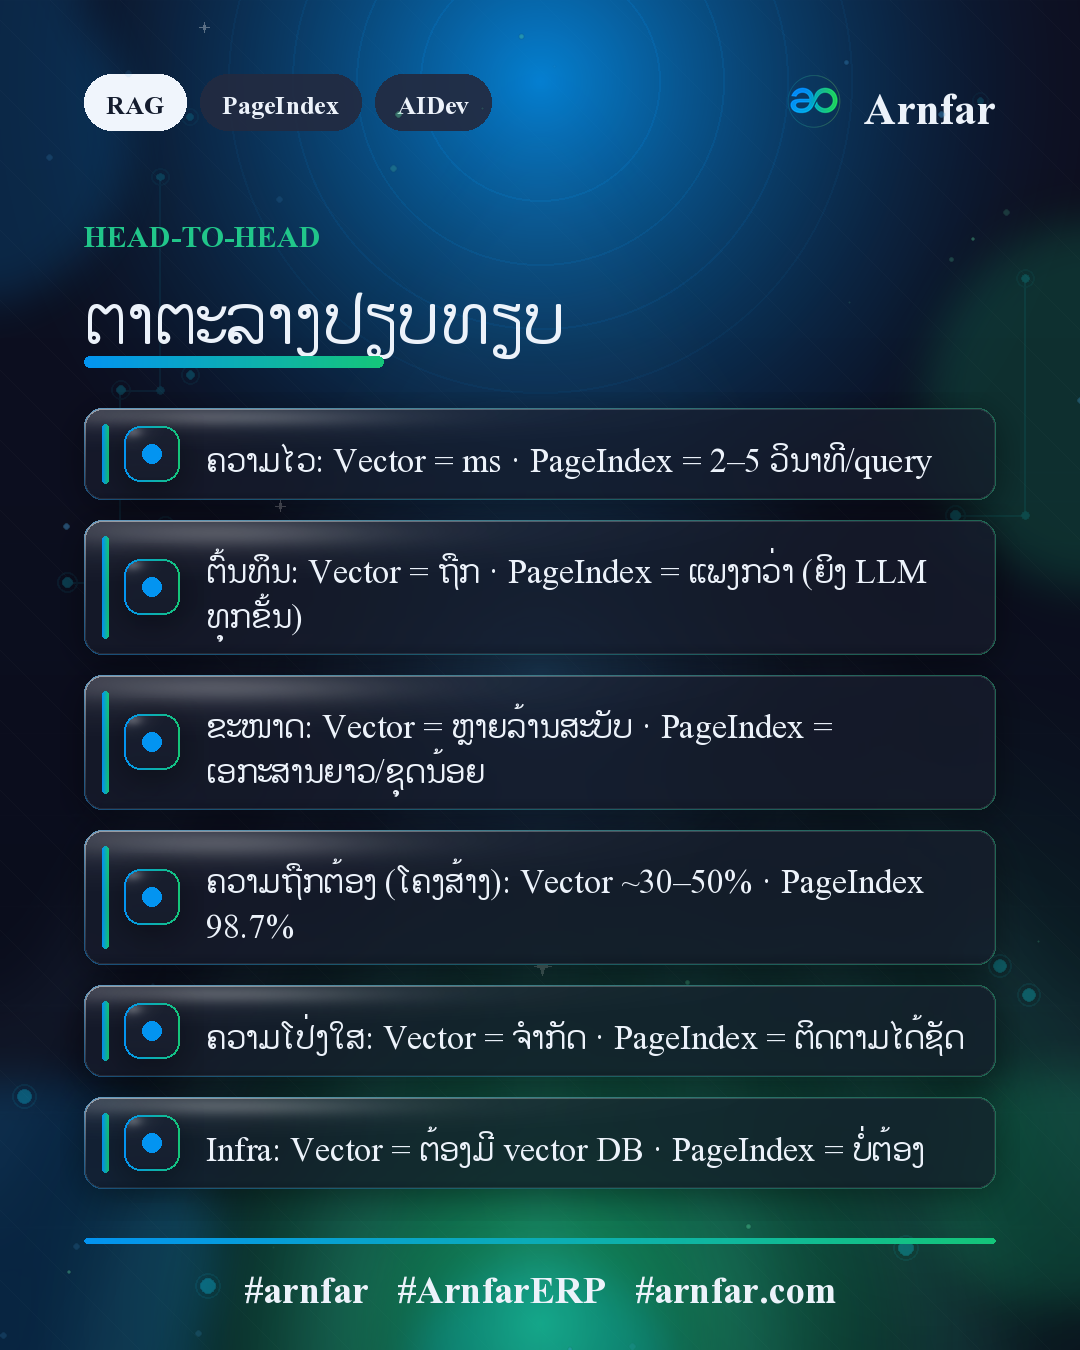 RAG PageIndex AIDev
Arnfar
HEAD-TO-HEAD
ຕາຕະລາງປຽບທຽບ
ຄວາມໄວ: Vector = ms · PageIndex = 2–5 ວິນາທີ/query
ຕົ້ນທຶນ: Vector = ຖືກ · PageIndex = ແພງກວ່າ (ຍິງ LLM
ທຸກຂັ້ນ)
ຂະໜາດ: Vector = ຫຼາຍລ້ານສະບັບ · PageIndex =
ເອກະສານຍາວ/ຊຸດນ້ອຍ
ຄວາມຖືກຕ້ອງ (ໂຄງສ້າງ): Vector ~30–50% · PageIndex
98.7%
ຄວາມໂປ່ງໃສ: Vector = ຈຳກັດ · PageIndex = ຕິດຕາມໄດ້ຊັດ
Infra: Vector = ຕ້ອງມີ vector DB · PageIndex = ບໍ່ຕ້ອງ
#arnfar #ArnfarERP #arnfar.com